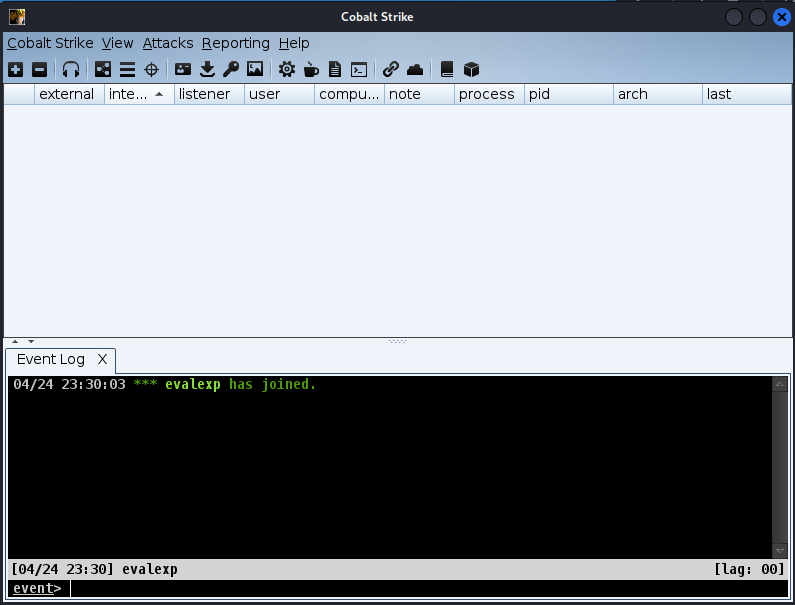 Cobalt Strike
Cobalt Strike View Attacks Reporting Help
external inte... listener user compu... note process pid arch last
Event Log X
04/24 23:30:03 *** evalexp has joined.
[04/24 23:30] evalexp [lag: 00]
event>